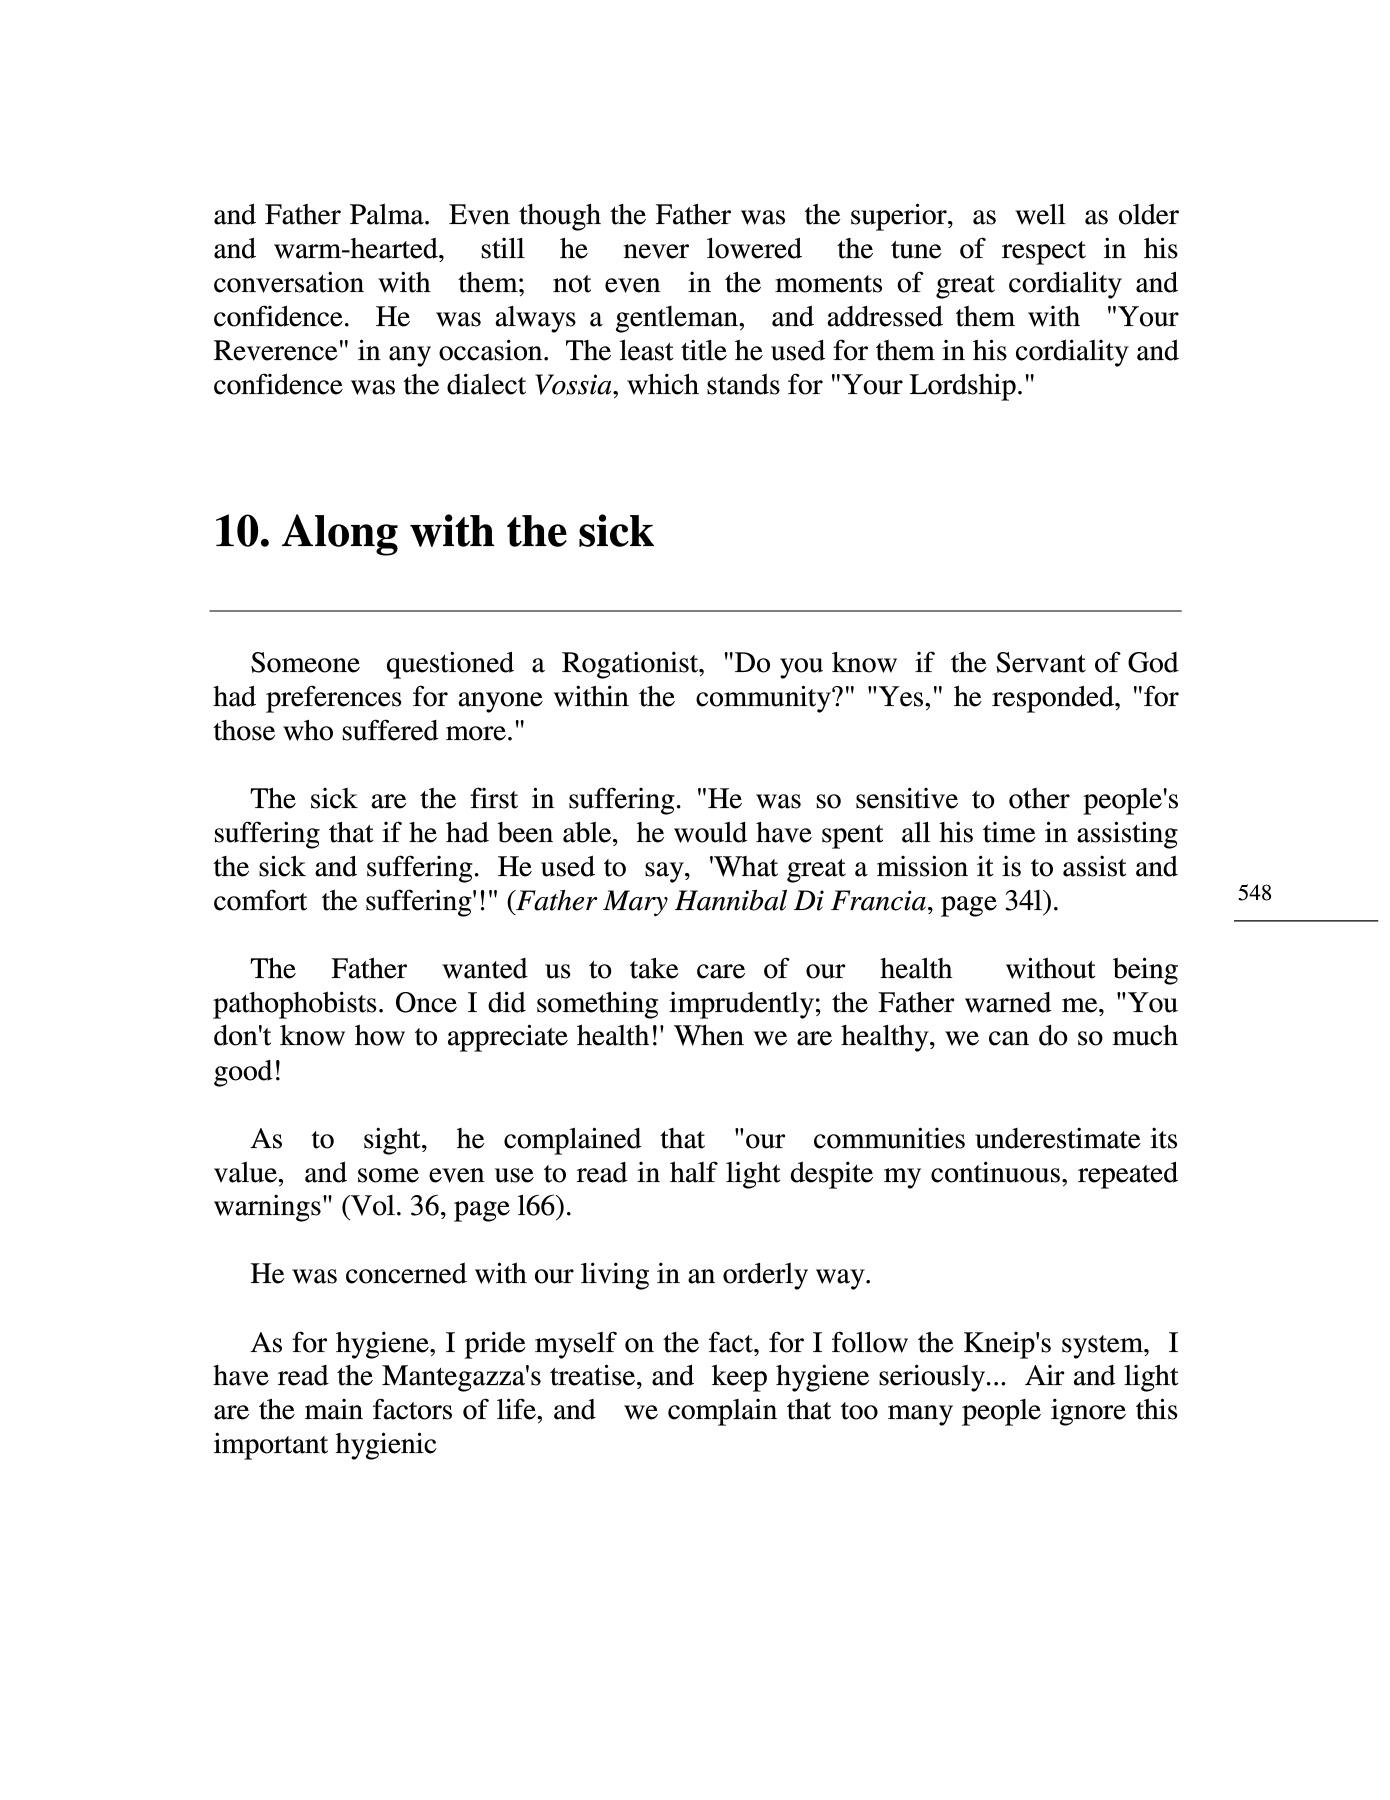 and Father Palma. Even though the Father was the superior, as well as older
and warm-hearted, still he never lowered the tune of respect in his
conversation with them; not even in the moments of great cordiality and
confidence. He was always a gentleman, and addressed them with "Your
Reverence" in any occasion. The least title he used for them in his cordiality and
confidence was the dialect Vossia, which stands for "Your Lordship."
10. Along with the sick
Someone questioned a Rogationist, "Do you know if the Servant of God
had preferences for anyone within the community?" "Yes," he responded, "for
those who suffered more."
The sick are the first in suffering. "He was so sensitive to other people's
suffering that if he had been able, he would have spent all his time in assisting
the sick and suffering. He used to say, 'What great a mission it is to assist and
comfort the suffering'!" (Father Mary Hannibal Di Francia, page 34l).
548
The Father wanted us to take care of our health without being
pathophobists. Once I did something imprudently; the Father warned me, "You
don't know how to appreciate health!' When we are healthy, we can do so much
good!
As to sight, he complained that "our communities underestimate its
value, and some even use to read in half light despite my continuous, repeated
warnings" (Vol. 36, page l66).
He was concerned with our living in an orderly way.
As for hygiene, I pride myself on the fact, for I follow the Kneip's system, I
have read the Mantegazza's treatise, and keep hygiene seriously... Air and light
are the main factors of life, and we complain that too many people ignore this
important hygienic